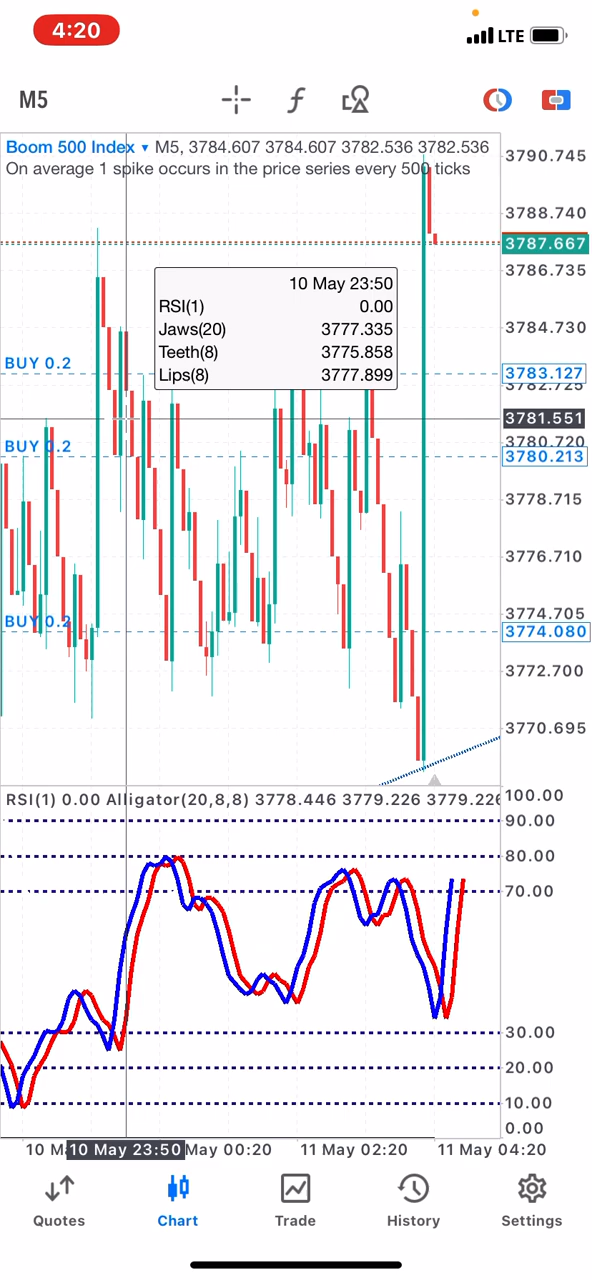 4:20
LTE
M5
Boom 500 Index ▾ M5, 3784.607 3784.607 3782.536 3782.536
On average 1 spike occurs in the price series every 500 ticks
3790.745
3788.740
3787.667
3786.735
10 May 23:50
RSI(1) 0.00
Jaws(20) 3777.335
Teeth(8) 3775.858
Lips(8) 3777.899
3784.730
BUY 0.2
3783.127
3782.725
3781.551
3780.720
BUY 0.2
3780.213
3778.715
3776.710
3774.705
BUY 0.2
3774.080
3772.700
3770.695
RSI(1) 0.00 Alligator(20,8,8) 3778.446 3779.226 3779.226
100.00
90.00
80.00
70.00
30.00
20.00
10.00
0.00
10 Ma
10 May 23:50
May 00:20
11 May 02:20
11 May 04:20
Quotes
Chart
Trade
History
Settings